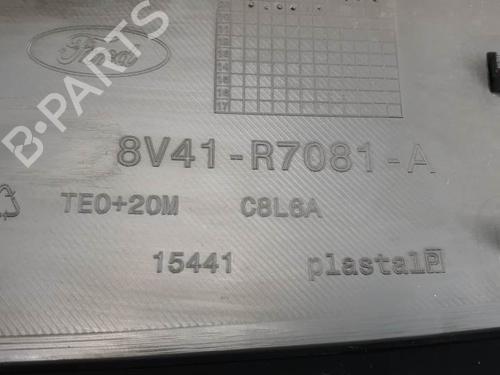 Ford
B-PARTS
8V41-R7081-A
TEO+20M C8L6A
15441 plastal P